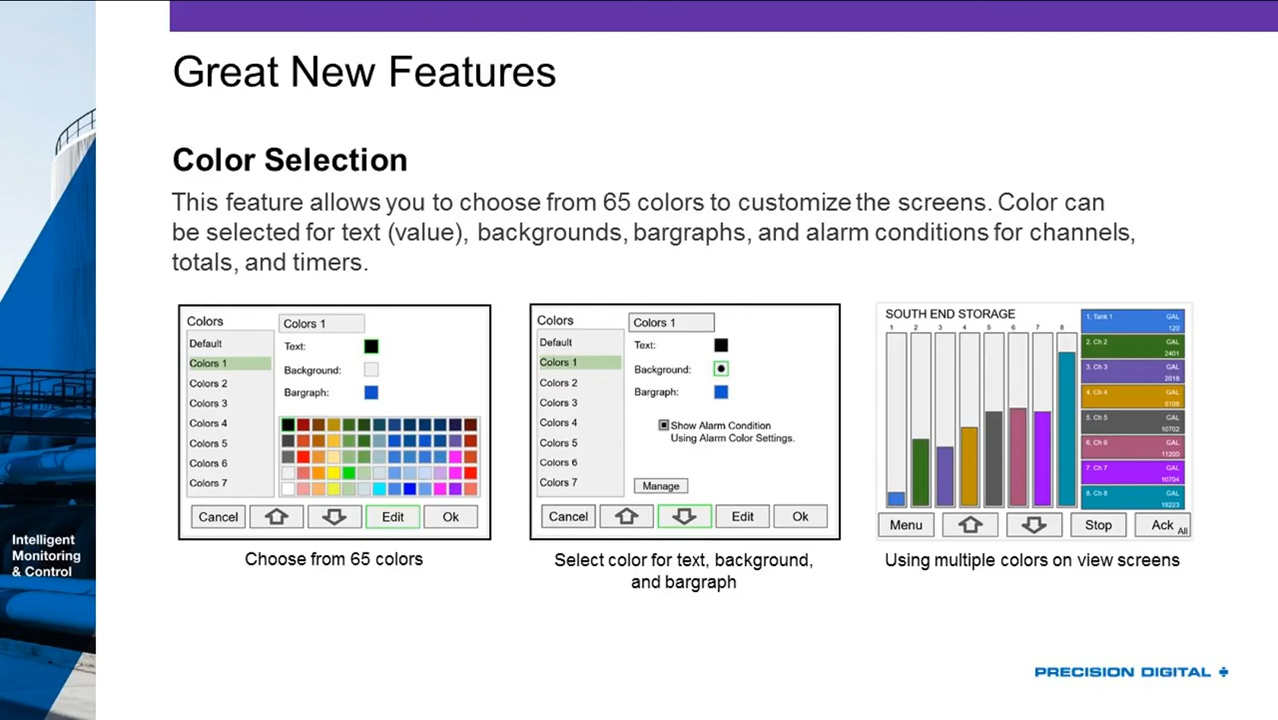 Great New Features
Color Selection
This feature allows you to choose from 65 colors to customize the screens. Color can
be selected for text (value), backgrounds, bargraphs, and alarm conditions for channels,
totals, and timers.
Colors
Colors 1
Default
Colors 1
Colors 2
Colors 3
Colors 4
Colors 5
Colors 6
Colors 7
Text:
Background:
Bargraph:
Cancel
Edit
Ok
Choose from 65 colors
Colors
Colors 1
Default
Colors 1
Colors 2
Colors 3
Colors 4
Colors 5
Colors 6
Colors 7
Text:
Background:
Bargraph:
Show Alarm Condition
Using Alarm Color Settings.
Manage
Cancel
Edit
Ok
Select color for text, background,
and bargraph
SOUTH END STORAGE
1 2 3 4 5 6 7 8
1. Tank 1 GAL
120
2. Ch 2 GAL
2401
3. Ch 3 GAL
2018
4. Ch 4 GAL
5108
5. Ch 5 GAL
10702
6. Ch 6 GAL
11200
7. Ch 7 GAL
10704
8. Ch 8 GAL
16223
Menu
Stop
Ack All
Using multiple colors on view screens
Intelligent
Monitoring
& Control
PRECISION DIGITAL